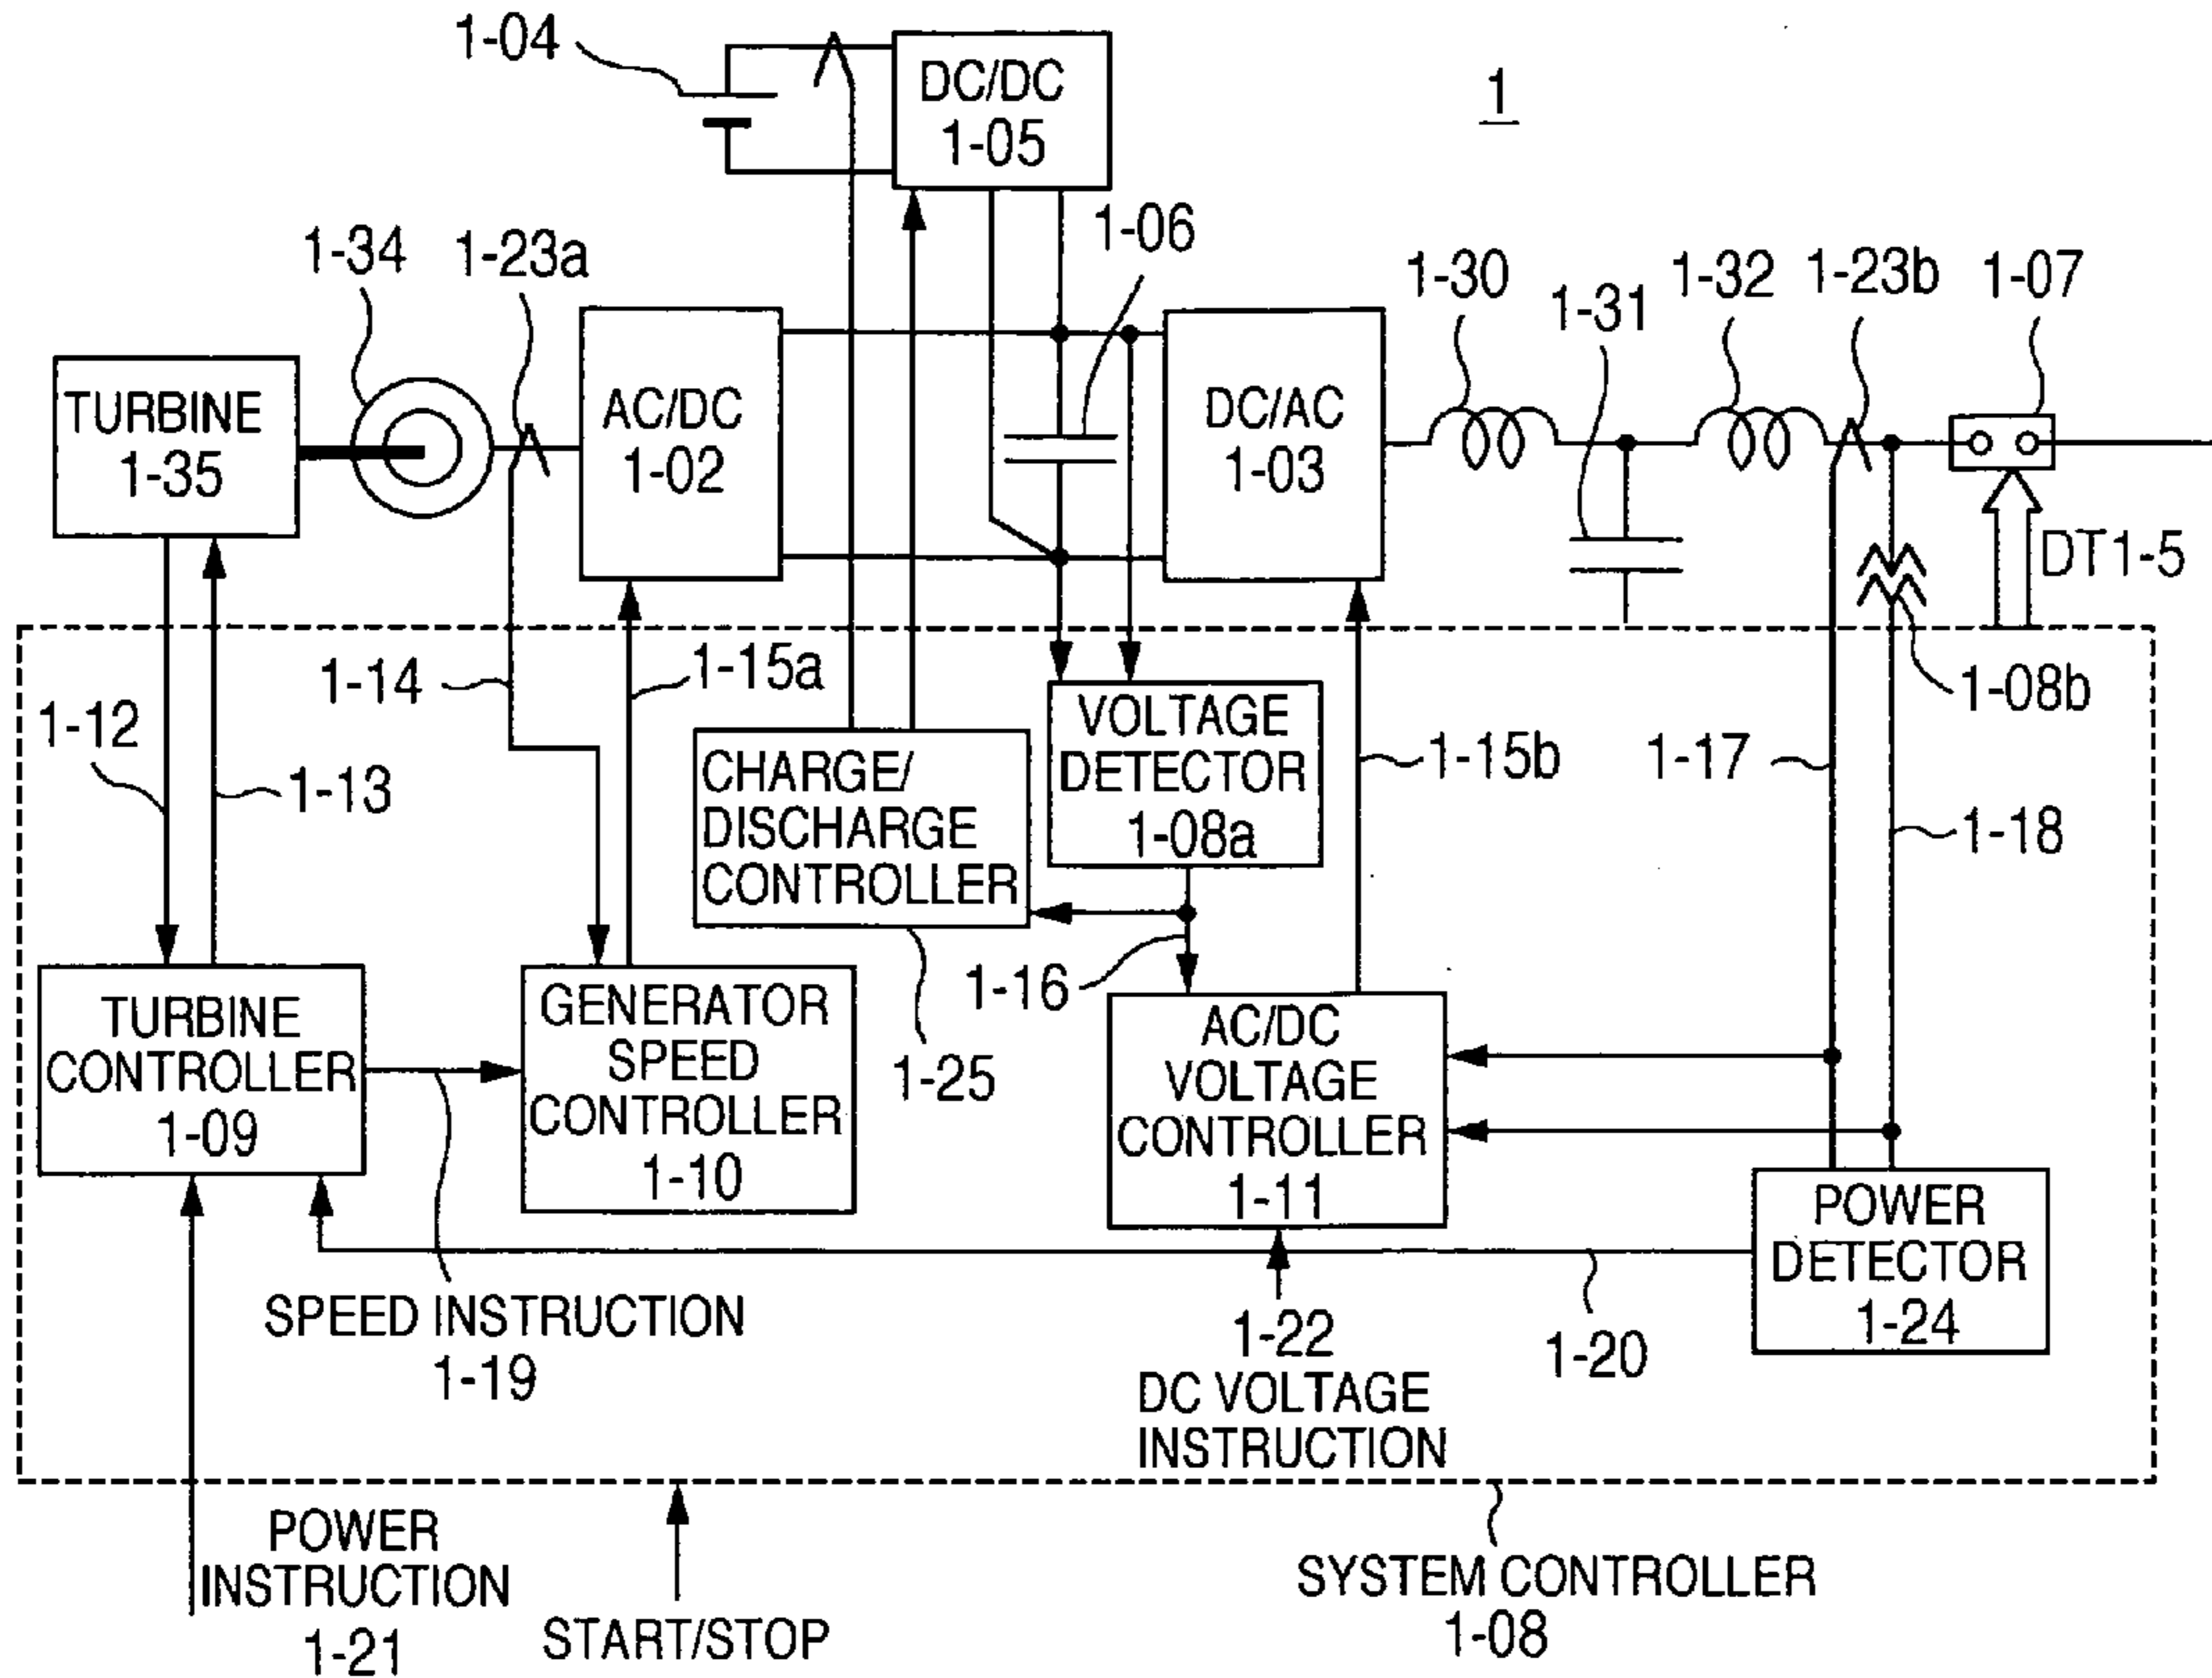 1-04
DC/DC
1-05
1
1-06
1-34
1-23a
1-30
1-31
1-32
1-23b
1-07
TURBINE
1-35
AC/DC
1-02
DC/AC
1-03
DT1-5
1-14
1-15a
1-08b
1-12
1-13
CHARGE/
DISCHARGE
CONTROLLER
VOLTAGE
DETECTOR
1-08a
1-15b
1-17
1-18
1-16
1-25
TURBINE
CONTROLLER
1-09
GENERATOR
SPEED
CONTROLLER
1-10
AC/DC
VOLTAGE
CONTROLLER
1-11
POWER
DETECTOR
1-24
SPEED INSTRUCTION
1-19
1-22
DC VOLTAGE
INSTRUCTION
1-20
POWER
INSTRUCTION
1-21
START/STOP
SYSTEM CONTROLLER
1-08